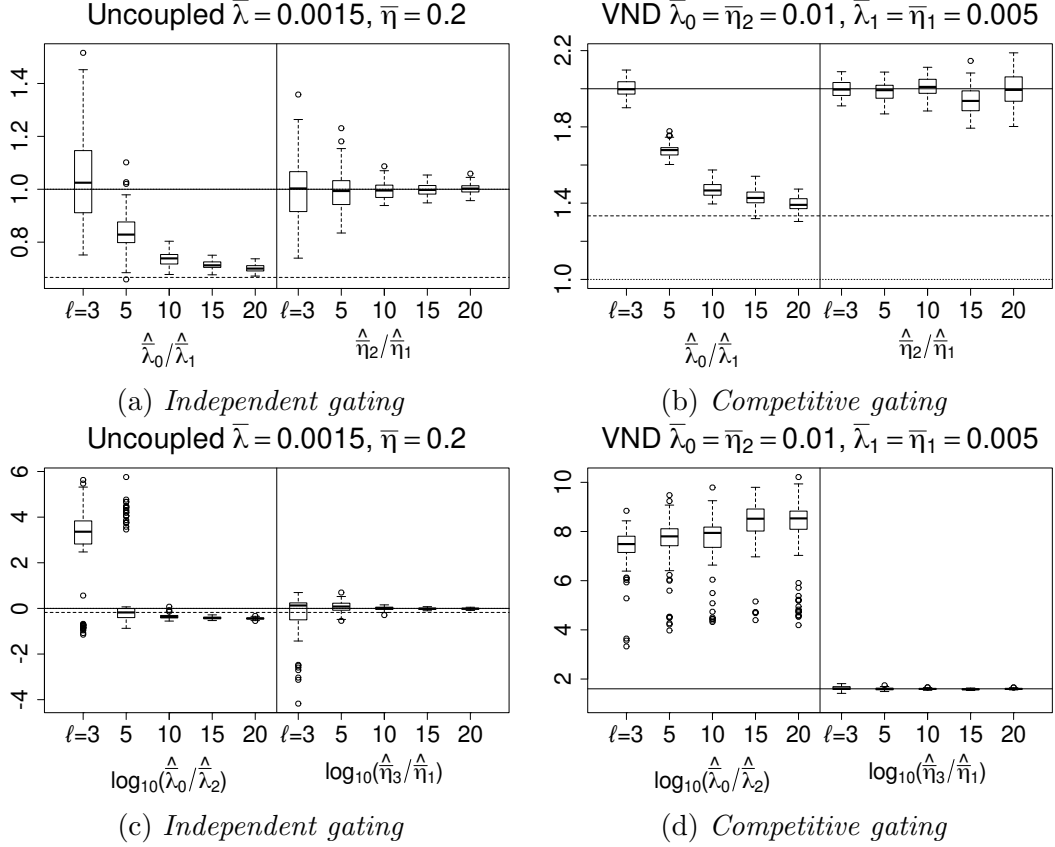 Uncoupled λ̅ = 0.0015, η̅ = 0.2
VND λ̅₀ = η̅₂ = 0.01, λ̅₁ = η̅₁ = 0.005
1.4
1.2
1.0
0.8
ℓ=3 5 10 15 20 ℓ=3 5 10 15 20
λ̅̂₀/λ̅̂₁ η̅̂₂/η̅̂₁
2.2
1.8
1.4
1.0
ℓ=3 5 10 15 20 ℓ=3 5 10 15 20
λ̅̂₀/λ̅̂₁ η̅̂₂/η̅̂₁
(a) Independent gating
(b) Competitive gating
Uncoupled λ̅ = 0.0015, η̅ = 0.2
VND λ̅₀ = η̅₂ = 0.01, λ̅₁ = η̅₁ = 0.005
6
4
2
0
-2
-4
ℓ=3 5 10 15 20 ℓ=3 5 10 15 20
log₁₀(λ̅̂₀/λ̅̂₂) log₁₀(η̅̂₃/η̅̂₁)
10
8
6
4
2
ℓ=3 5 10 15 20 ℓ=3 5 10 15 20
log₁₀(λ̅̂₀/λ̅̂₂) log₁₀(η̅̂₃/η̅̂₁)
(c) Independent gating
(d) Competitive gating